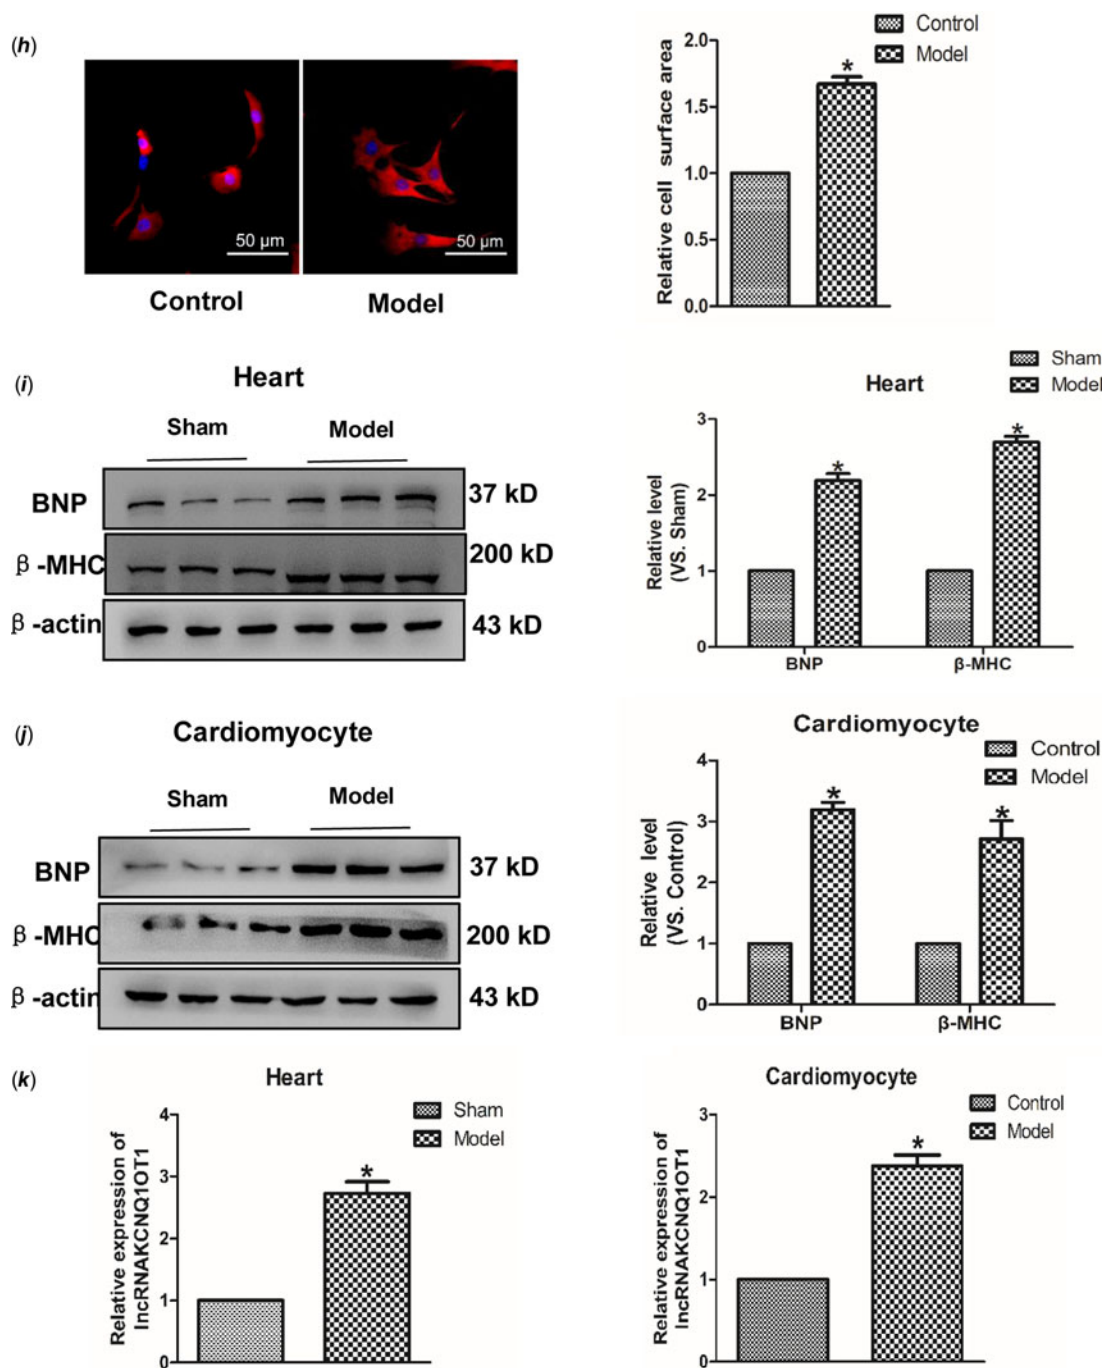 (h)
50 µm
50 µm
Control
Model
Control
Model
Relative cell surface area
2.0
1.5
1.0
0.5
0.0
*
(i)
Heart
Sham
Model
BNP
37 kD
β-MHC
200 kD
β-actin
43 kD
Sham
Model
Heart
Relative level
(VS. Sham)
3
2
1
0
*
*
BNP
β-MHC
(j)
Cardiomyocyte
Sham
Model
BNP
37 kD
β-MHC
200 kD
β-actin
43 kD
Cardiomyocyte
Control
Model
Relative level
(VS. Control)
4
3
2
1
0
*
*
BNP
β-MHC
(k)
Heart
Sham
Model
Relative expression of
lncRNAKCNQ1OT1
4
3
2
1
0
*
Cardiomyocyte
Control
Model
Relative expression of
lncRNAKCNQ1OT1
3
2
1
0
*